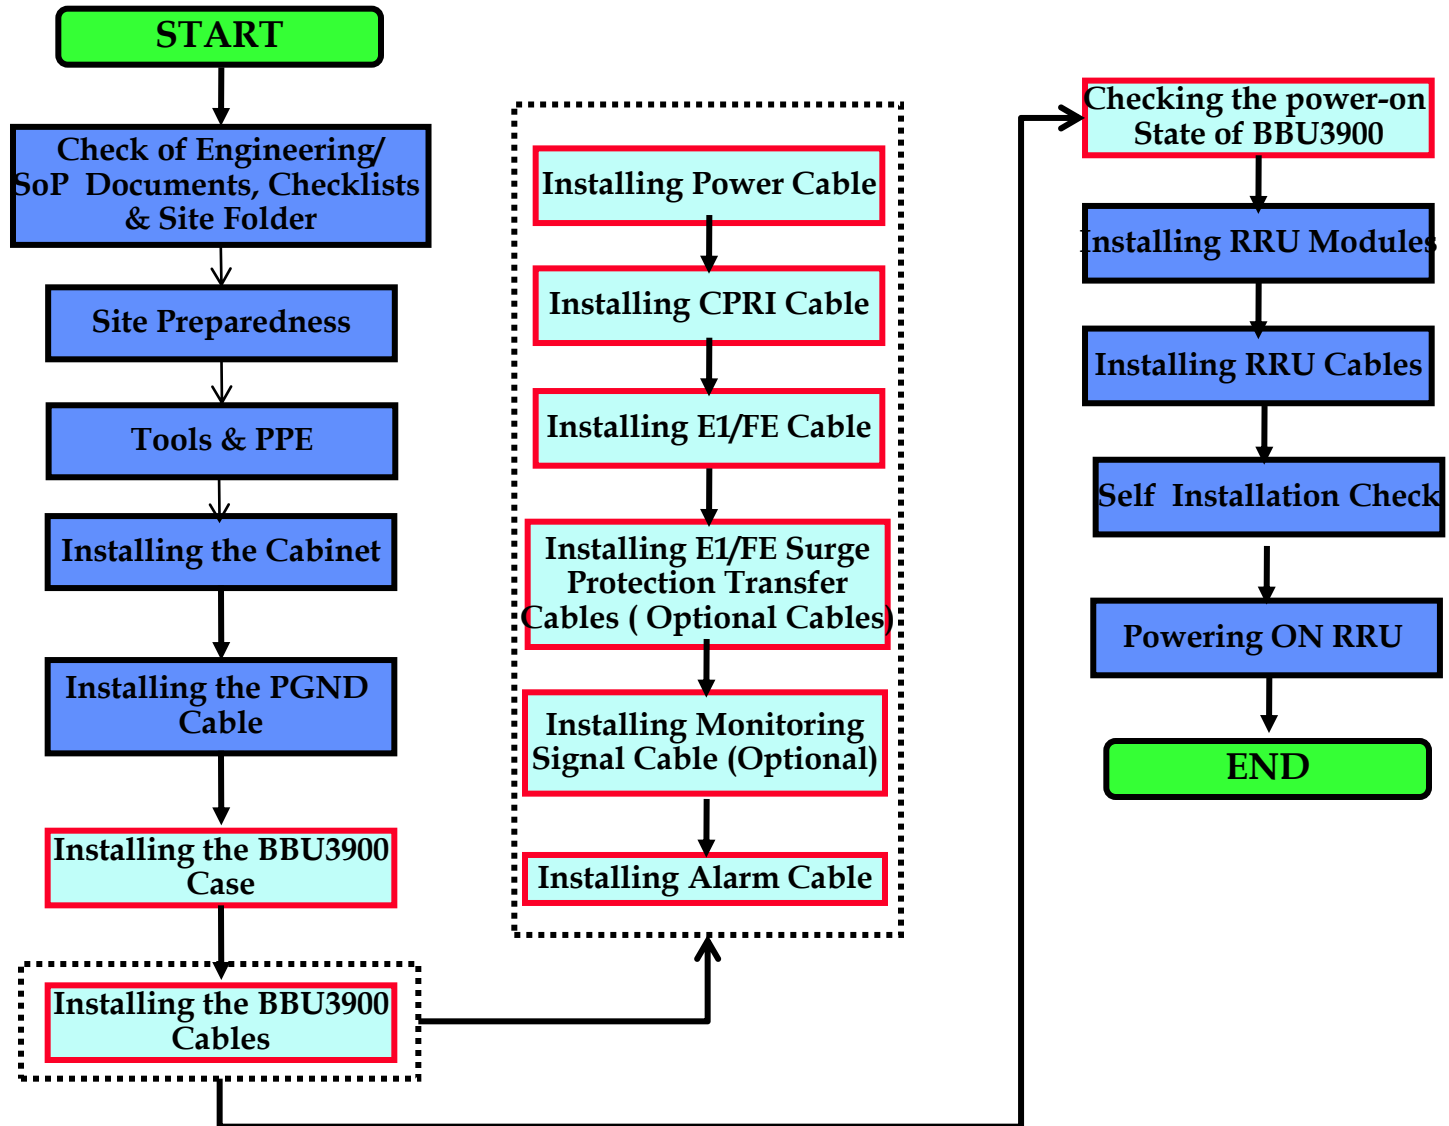 START
Check of Engineering/
SoP Documents, Checklists
& Site Folder
Site Preparedness
Tools & PPE
Installing the Cabinet
Installing the PGND
Cable
Installing the BBU3900
Case
Installing the BBU3900
Cables
Installing Power Cable
Installing CPRI Cable
Installing E1/FE Cable
Installing E1/FE Surge
Protection Transfer
Cables ( Optional Cables)
Installing Monitoring
Signal Cable (Optional)
Installing Alarm Cable
Checking the power-on
State of BBU3900
Installing RRU Modules
Installing RRU Cables
Self Installation Check
Powering ON RRU
END